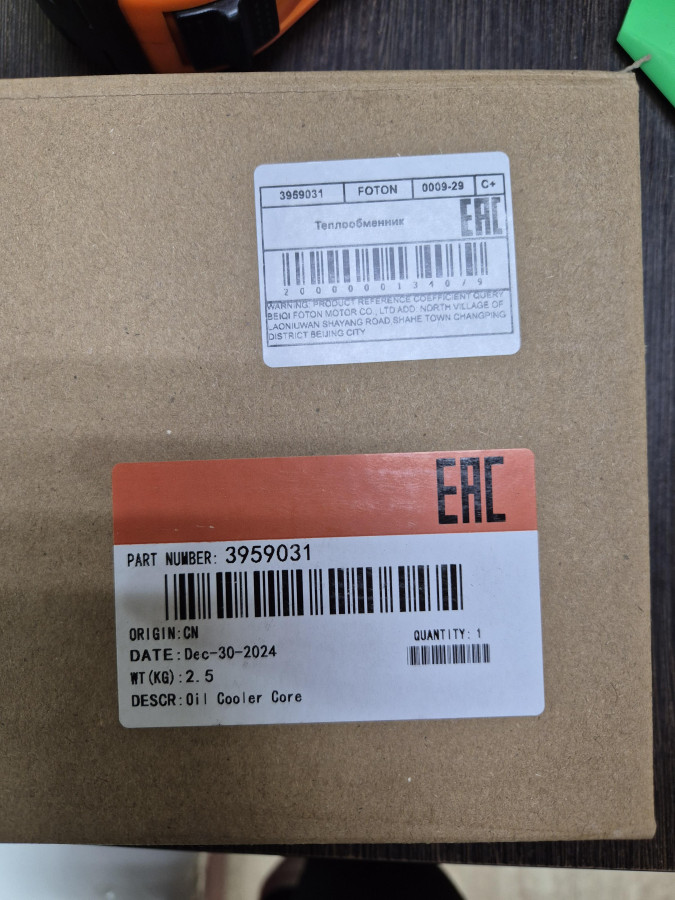 3959031 FOTON 0009-29 C+
Теплообменник EAC
2000000134079
WARNING: PRODUCT REFERENCE COEFFICIENT QUERY
BEIQI FOTON MOTOR CO., LTD ADD: NORTH VILLAGE OF
LAONIUWAN SHAYANG ROAD,SHAHE TOWN CHANGPING
DISTRICT BEIJING CITY
EAC
PART NUMBER: 3959031
ORIGIN:CN
QUANTITY: 1
DATE:Dec-30-2024
WT(KG):2.5
DESCR:Oil Cooler Core